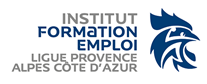 INSTITUT
FORMATION
EMPLOI
LIGUE PROVENCE
ALPES CÔTE D'AZUR